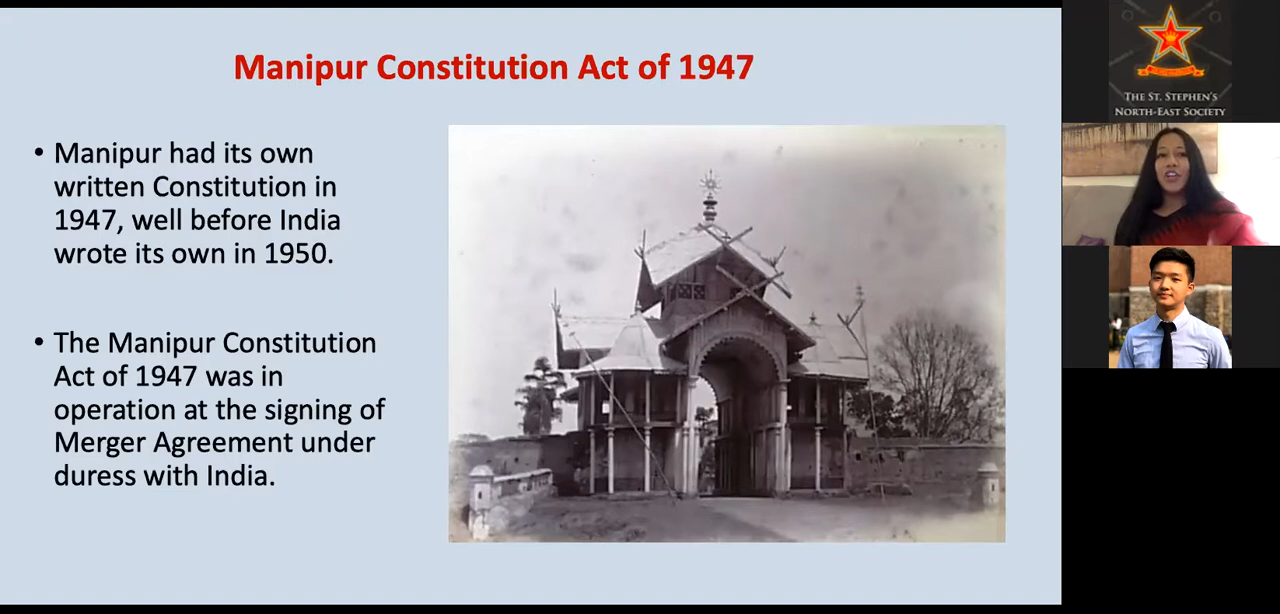 Manipur Constitution Act of 1947
• Manipur had its own
written Constitution in
1947, well before India
wrote its own in 1950.
• The Manipur Constitution
Act of 1947 was in
operation at the signing of
Merger Agreement under
duress with India.
THE ST. STEPHEN'S
NORTH-EAST SOCIETY